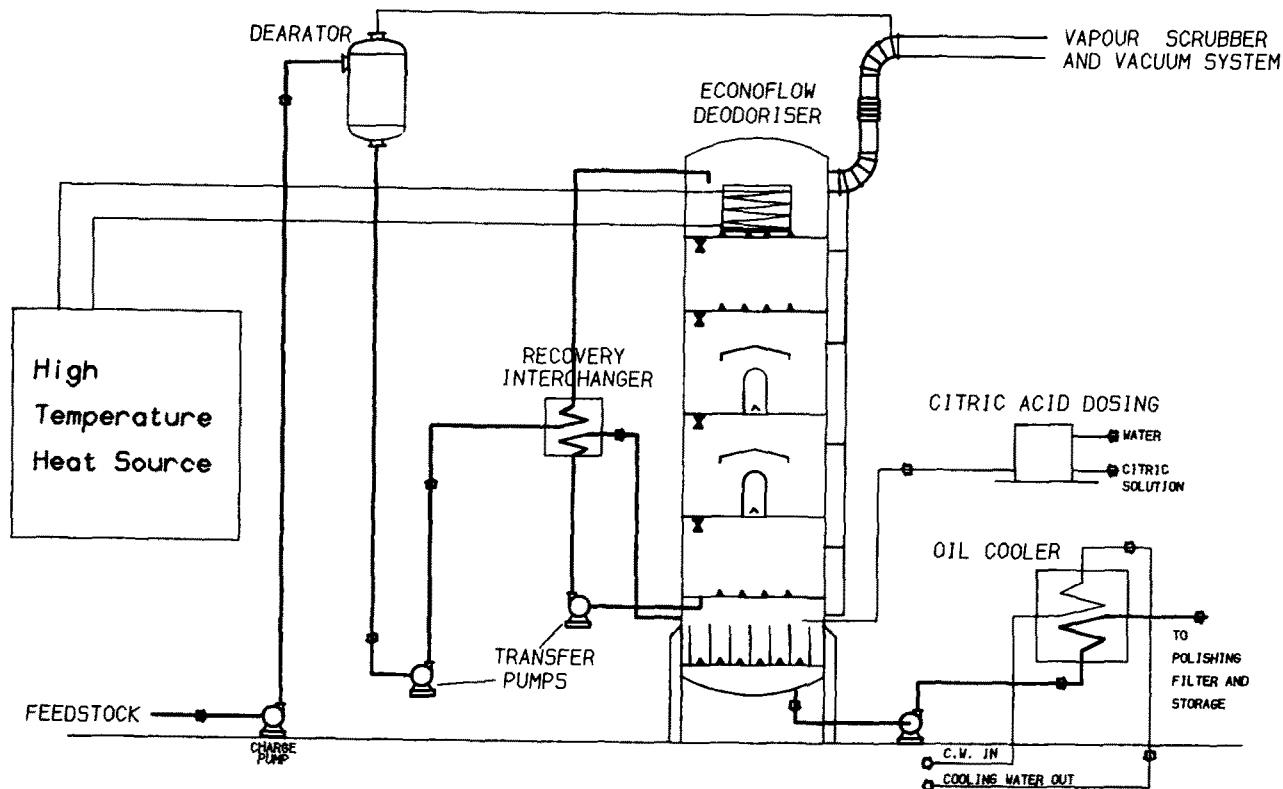 DEARATOR
VAPOUR SCRUBBER
AND VACUUM SYSTEM
ECONOFLOW
DEODORISER
High
Temperature
Heat Source
RECOVERY
INTERCHANGER
CITRIC ACID DOSING
WATER
CITRIC
SOLUTION
OIL COOLER
TO
POLISHING
FILTER AND
STORAGE
TRANSFER
PUMPS
FEEDSTOCK
CHARGE
PUMP
C.W. IN
COOLING WATER OUT